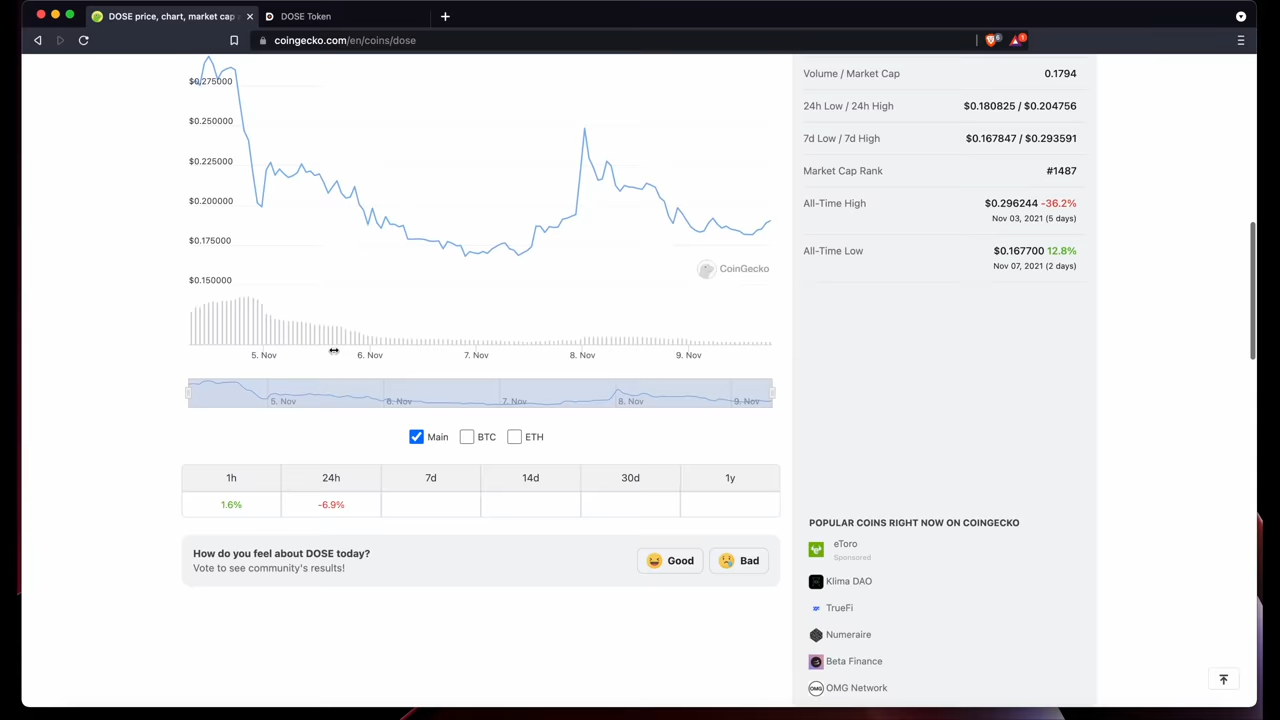 DOSE price, chart, market cap
DOSE Token
coingecko.com/en/coins/dose
6
1
$0.275000
$0.250000
$0.225000
$0.200000
$0.175000
$0.150000
CoinGecko
5. Nov
6. Nov
7. Nov
8. Nov
9. Nov
5. Nov
6. Nov
7. Nov
8. Nov
9. Nov
Main
BTC
ETH
1h
24h
7d
14d
30d
1y
1.6%
-6.9%
How do you feel about DOSE today?
Vote to see community's results!
Good
Bad
Volume / Market Cap
0.1794
24h Low / 24h High
$0.180825 / $0.204756
7d Low / 7d High
$0.167847 / $0.293591
Market Cap Rank
#1487
All-Time High
$0.296244 -36.2%
Nov 03, 2021 (5 days)
All-Time Low
$0.167700 12.8%
Nov 07, 2021 (2 days)
POPULAR COINS RIGHT NOW ON COINGECKO
eToro
Sponsored
Klima DAO
TrueFi
Numeraire
Beta Finance
OMG
OMG Network